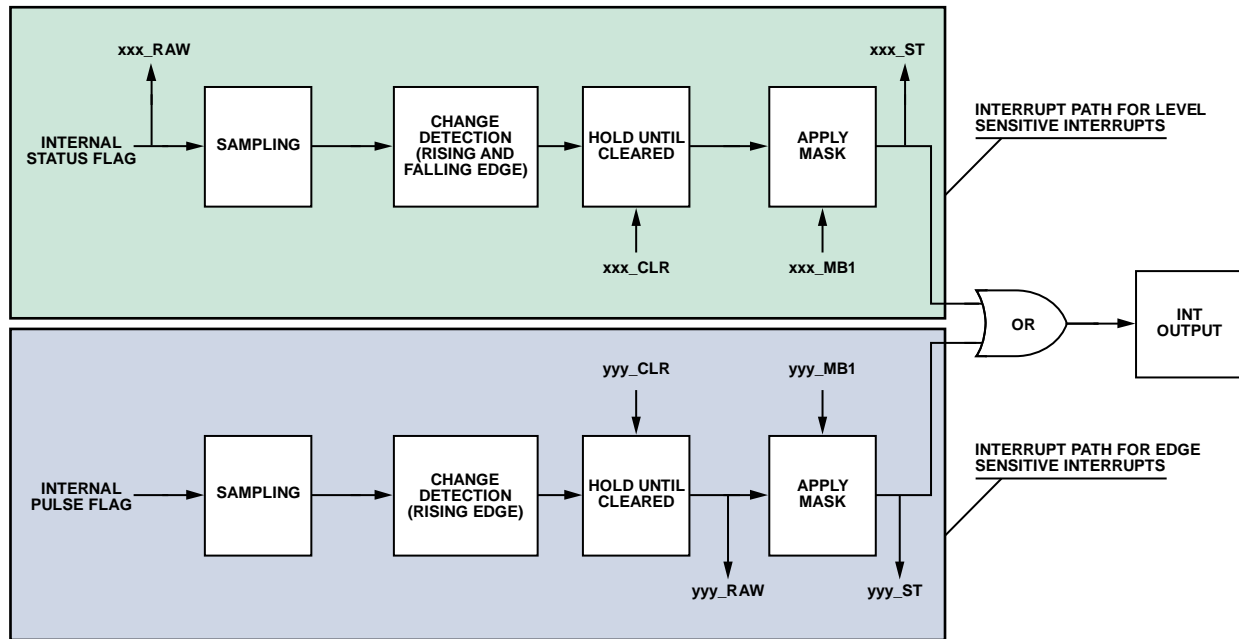 xxx_RAW
xxx_ST
INTERNAL
STATUS FLAG
SAMPLING
CHANGE
DETECTION
(RISING AND
FALLING EDGE)
HOLD UNTIL
CLEARED
APPLY
MASK
xxx_CLR
xxx_MB1
INTERRUPT PATH FOR LEVEL
SENSITIVE INTERRUPTS
OR
INT
OUTPUT
yyy_CLR
yyy_MB1
INTERNAL
PULSE FLAG
SAMPLING
CHANGE
DETECTION
(RISING EDGE)
HOLD UNTIL
CLEARED
APPLY
MASK
yyy_RAW
yyy_ST
INTERRUPT PATH FOR EDGE
SENSITIVE INTERRUPTS